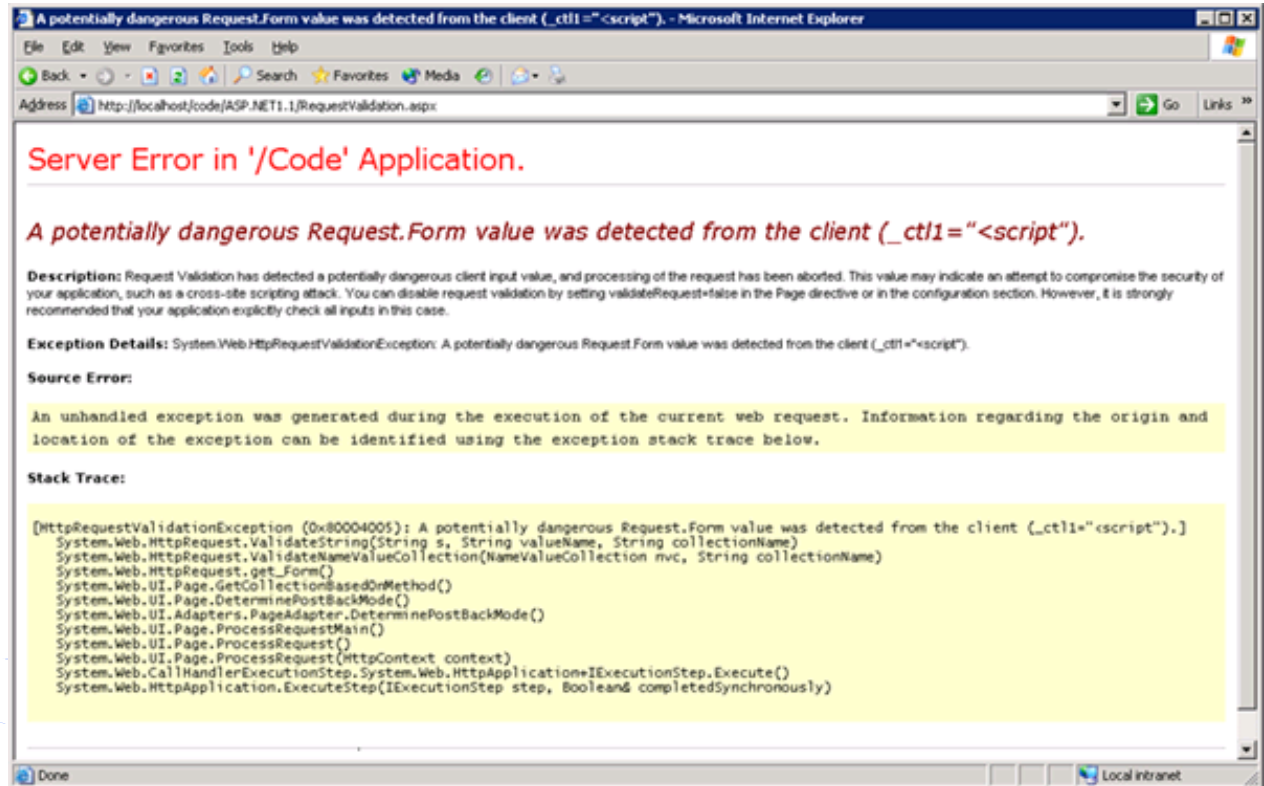 A potentially dangerous Request.Form value was detected from the client (_ctl1="<script"). - Microsoft Internet Explorer
File Edit View Favorites Tools Help
Back Search Favorites Media
Address http://localhost/code/ASP.NET1.1/RequestValidation.aspx Go Links »
Server Error in '/Code' Application.
A potentially dangerous Request.Form value was detected from the client (_ctl1="<script").
Description: Request Validation has detected a potentially dangerous client input value, and processing of the request has been aborted. This value may indicate an attempt to compromise the security of
your application, such as a cross-site scripting attack. You can disable request validation by setting validateRequest=false in the Page directive or in the configuration section. However, it is strongly
recommended that your application explicitly check all inputs in this case.
Exception Details: System.Web.HttpRequestValidationException: A potentially dangerous Request.Form value was detected from the client (_ctl1="<script").
Source Error:
An unhandled exception was generated during the execution of the current web request. Information regarding the origin and
location of the exception can be identified using the exception stack trace below.
Stack Trace:
[HttpRequestValidationException (0x80004005): A potentially dangerous Request.Form value was detected from the client (_ctl1="<script").]
System.Web.HttpRequest.ValidateString(String s, String valueName, String collectionName)
System.Web.HttpRequest.ValidateNameValueCollection(NameValueCollection nvc, String collectionName)
System.Web.HttpRequest.get_Form()
System.Web.UI.Page.GetCollectionBasedOnMethod()
System.Web.UI.Page.DeterminePostBackMode()
System.Web.UI.Adapters.PageAdapter.DeterminePostBackMode()
System.Web.UI.Page.ProcessRequestMain()
System.Web.UI.Page.ProcessRequest()
System.Web.UI.Page.ProcessRequest(HttpContext context)
System.Web.CallHandlerExecutionStep.System.Web.HttpApplication+IExecutionStep.Execute()
System.Web.HttpApplication.ExecuteStep(IExecutionStep step, Boolean& completedSynchronously)
Done Local intranet